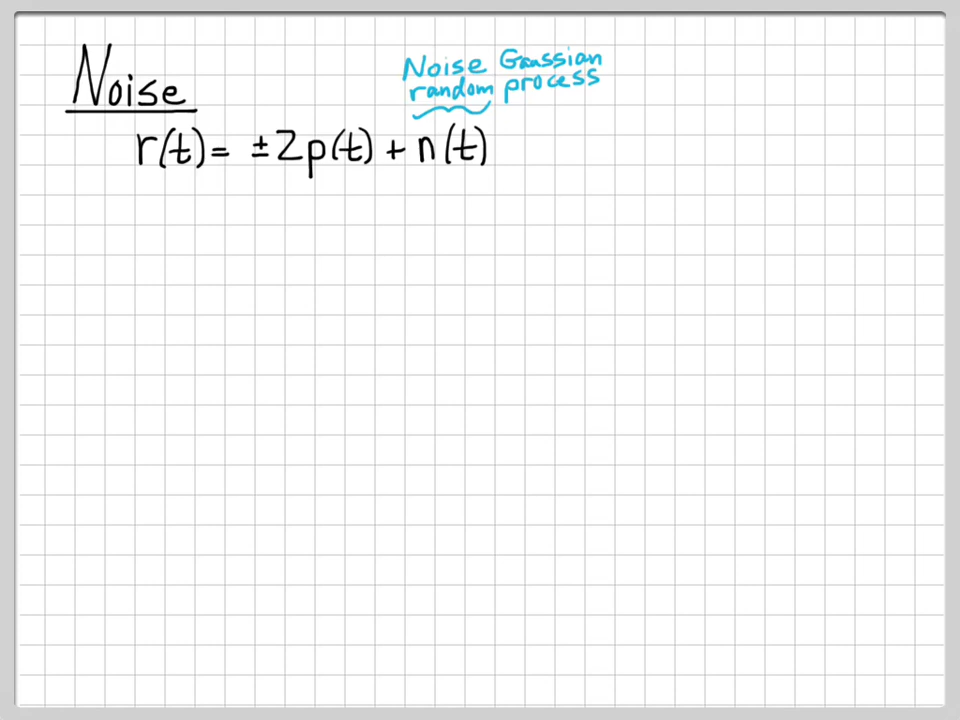 Noise
Noise Gaussian
random process
r(t)= ±2p(t) + n(t)